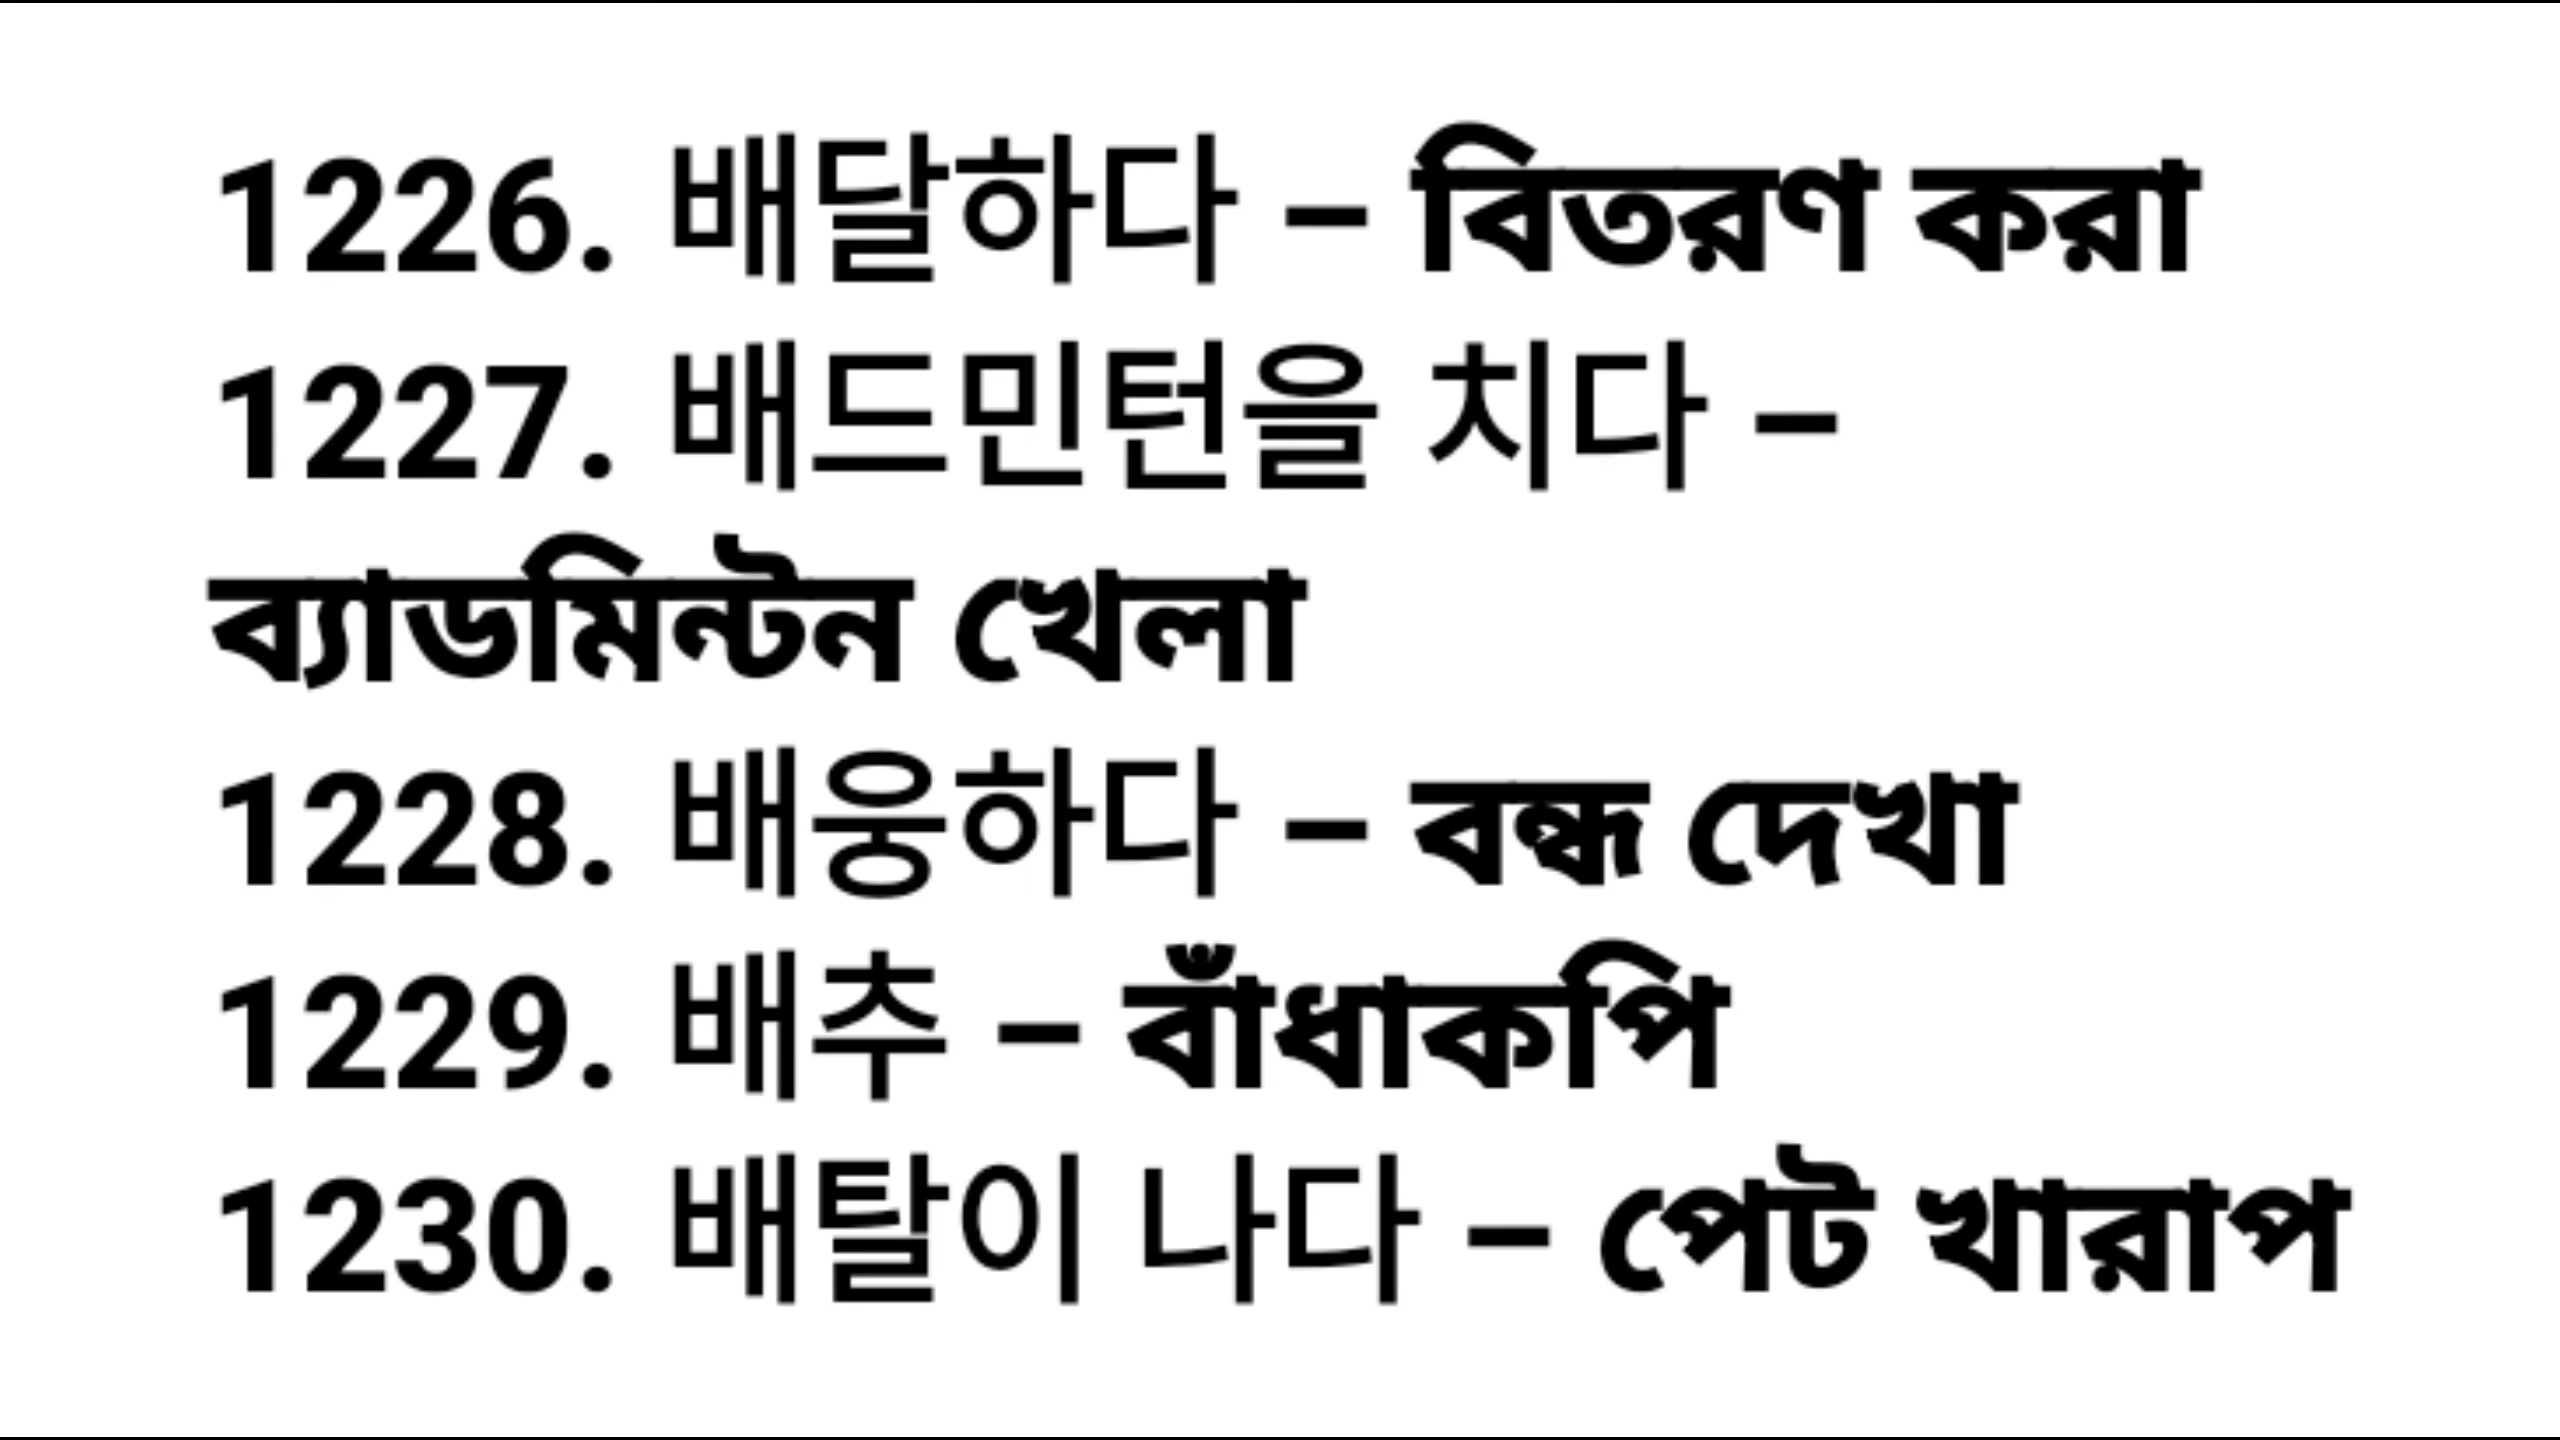 1226. 배달하다 – বিতরণ করা
1227. 배드민턴을 치다 –
ব্যাডমিন্টন খেলা
1228. 배웅하다 – বন্ধ দেখা
1229. 배추 – বাঁধাকপি
1230. 배탈이 나다 – পেট খারাপ